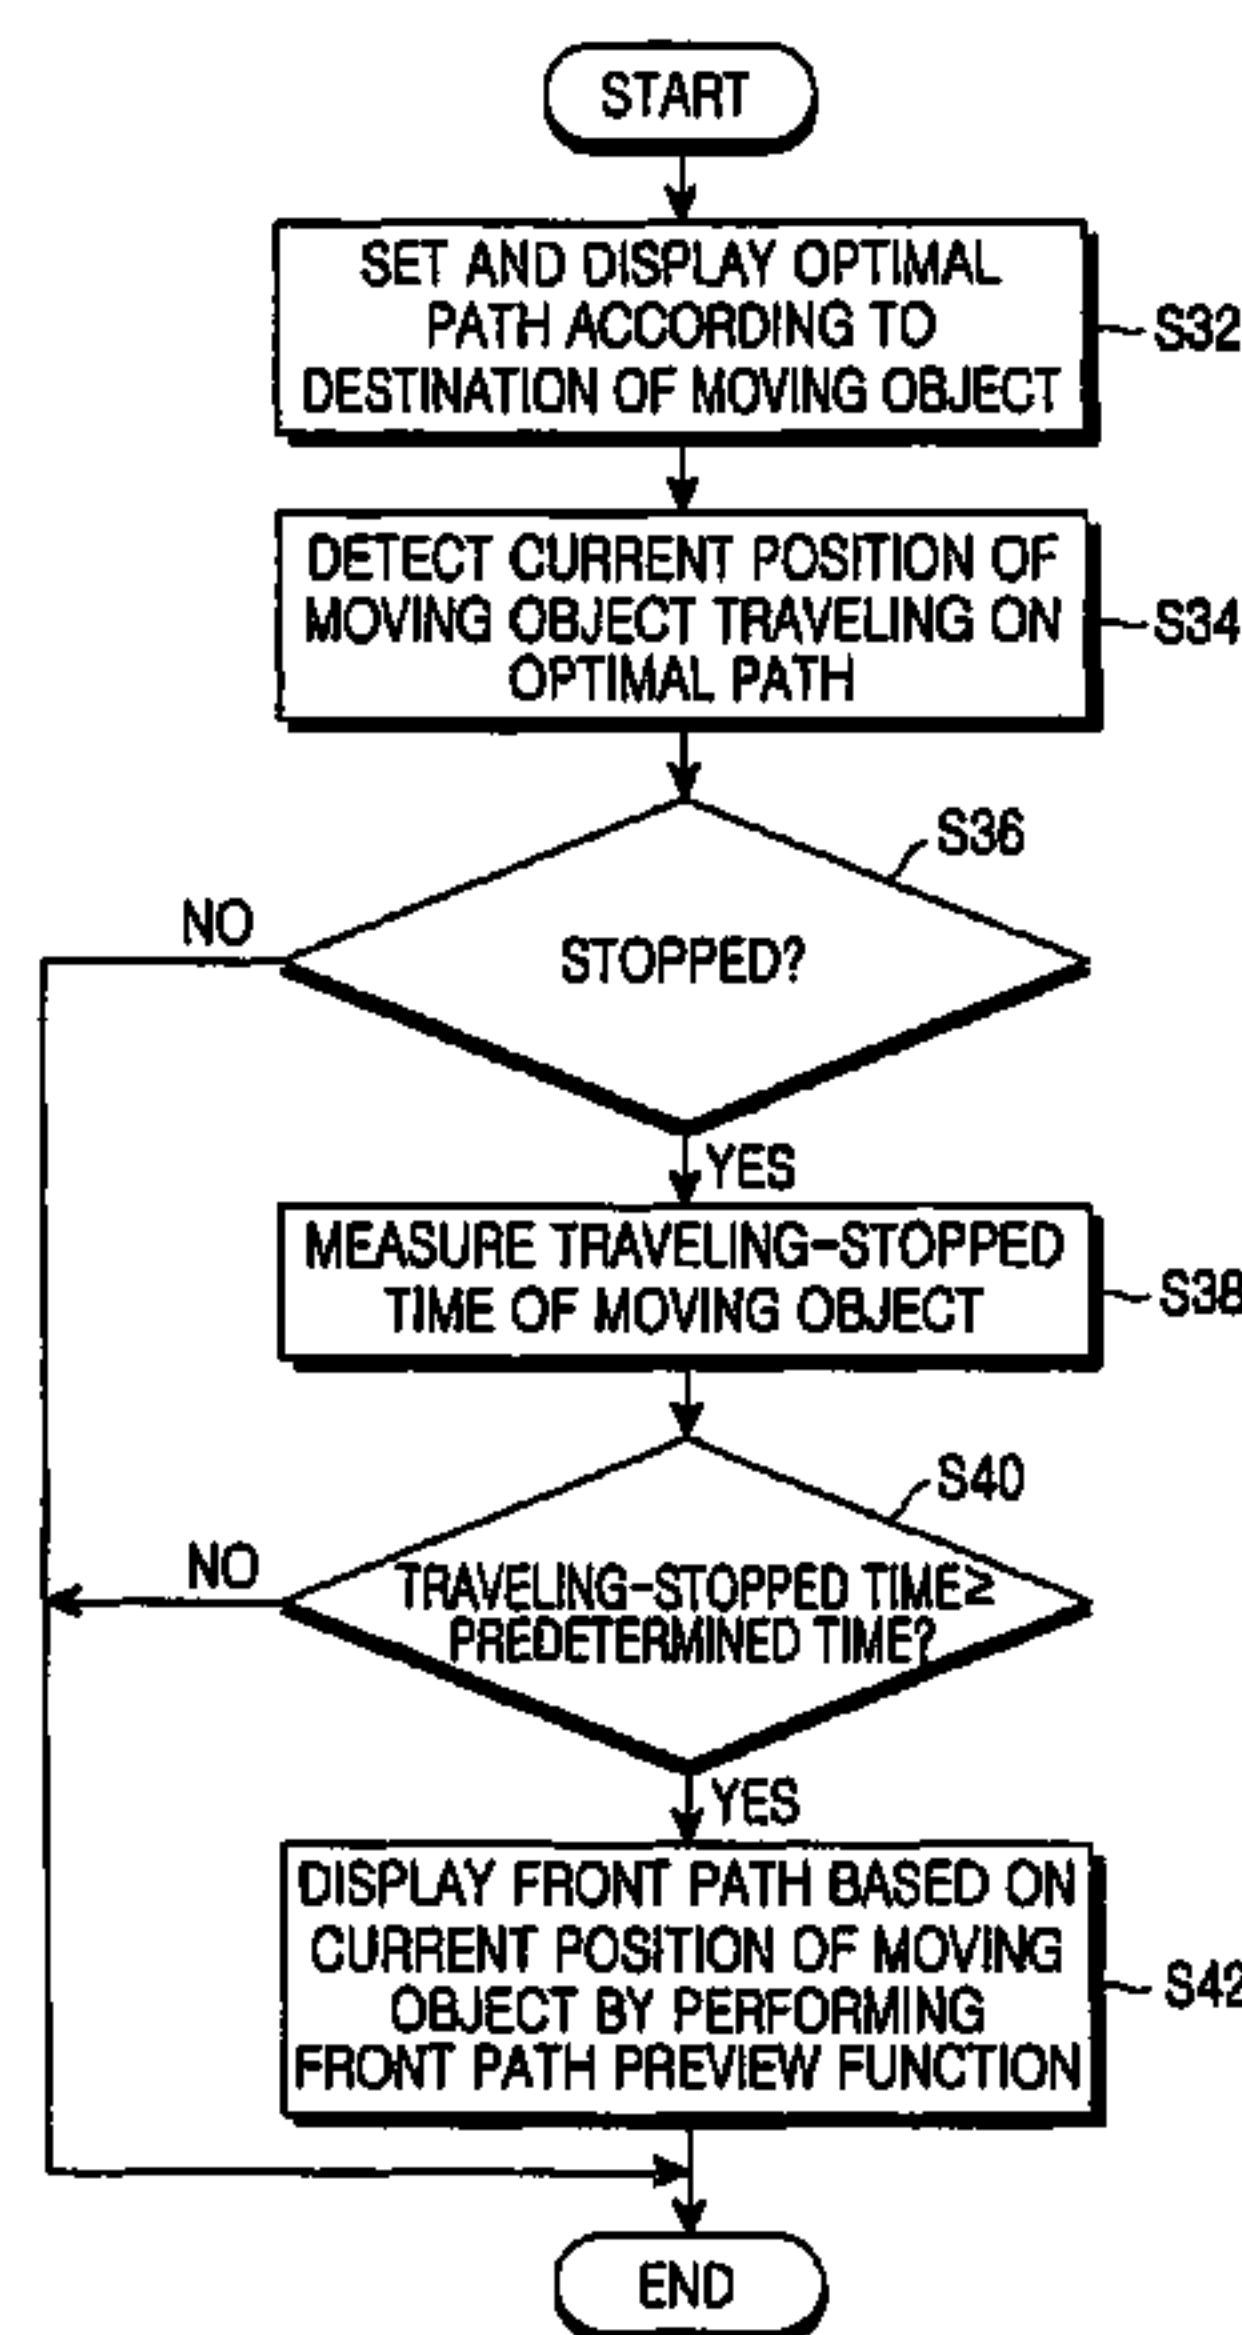 START
SET AND DISPLAY OPTIMAL
PATH ACCORDING TO
DESTINATION OF MOVING OBJECT
S32
DETECT CURRENT POSITION OF
MOVING OBJECT TRAVELING ON
OPTIMAL PATH
S34
S36
NO
STOPPED?
YES
MEASURE TRAVELING-STOPPED
TIME OF MOVING OBJECT
S38
S40
NO
TRAVELING-STOPPED TIME≥
PREDETERMINED TIME?
YES
DISPLAY FRONT PATH BASED ON
CURRENT POSITION OF MOVING
OBJECT BY PERFORMING
FRONT PATH PREVIEW FUNCTION
S42
END